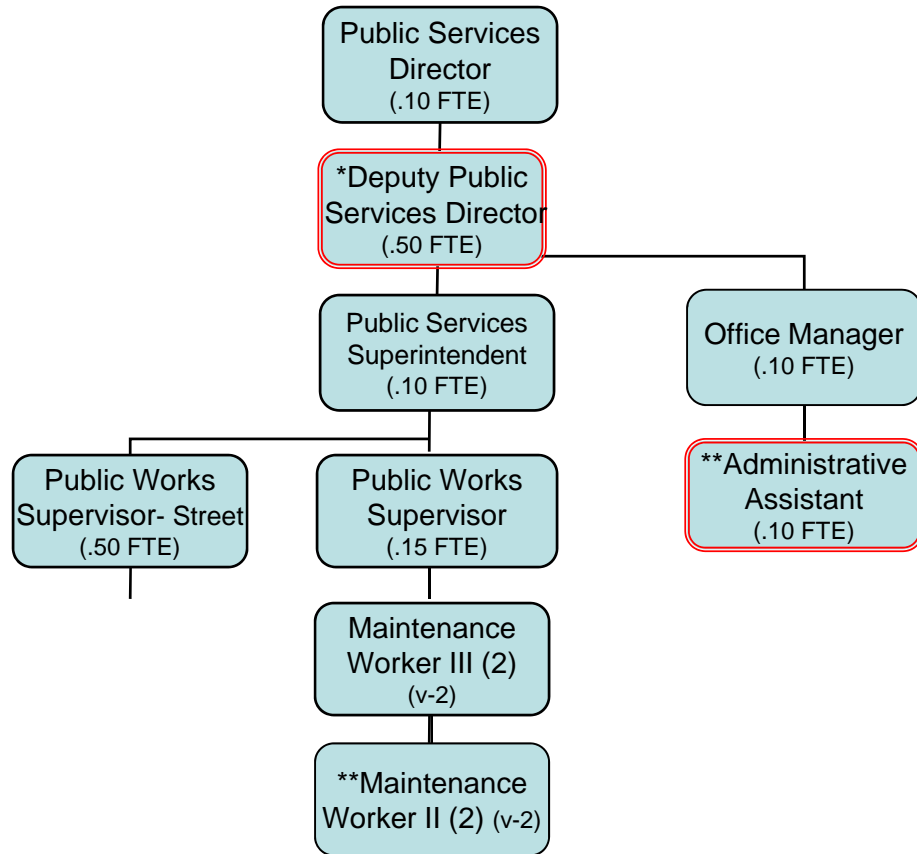 Public Services
Director
(.10 FTE)
*Deputy Public
Services Director
(.50 FTE)
Public Services
Superintendent
(.10 FTE)
Office Manager
(.10 FTE)
Public Works
Supervisor- Street
(.50 FTE)
Public Works
Supervisor
(.15 FTE)
**Administrative
Assistant
(.10 FTE)
Maintenance
Worker III (2)
(v-2)
**Maintenance
Worker II (2) (v-2)